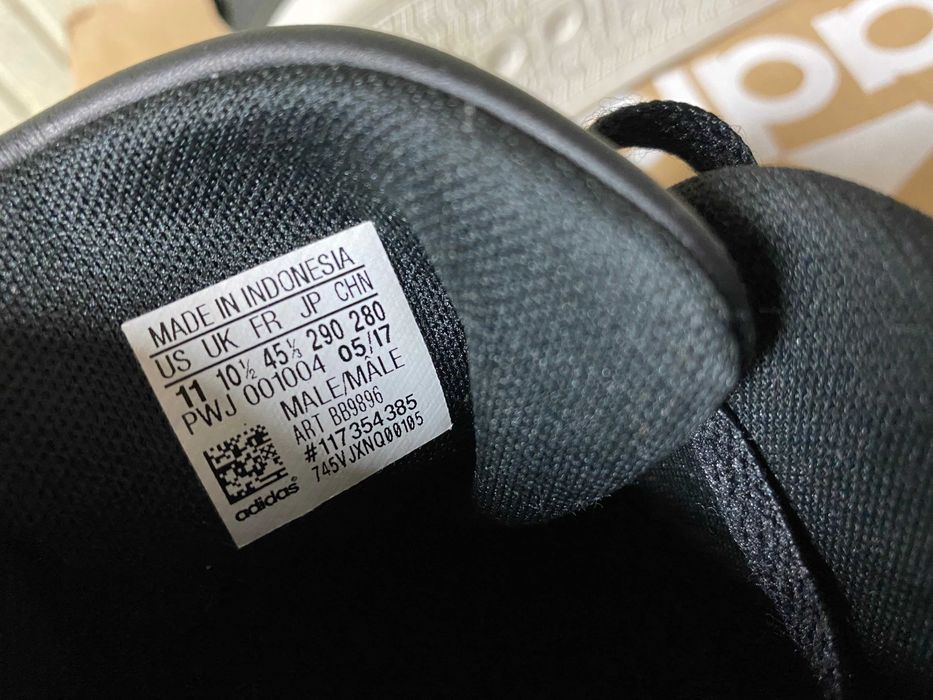 MADE IN INDONESIA
US UK FR JP CHN
11 10½ 45⅓ 290 280
PWJ 001004 05/17
MALE/MÂLE
ART BB9896
#117354385
745VJXNQ00105
adidas